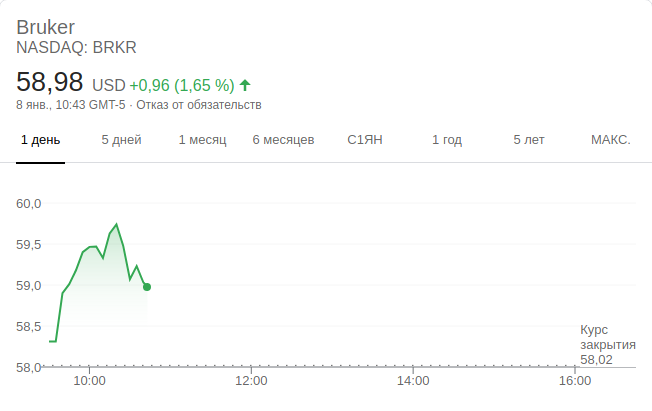 Bruker
NASDAQ: BRKR
58,98 USD +0,96 (1,65 %)
8 янв., 10:43 GMT-5 · Отказ от обязательств
1 день 5 дней 1 месяц 6 месяцев С1ЯН 1 год 5 лет МАКС.
60,0
59,5
59,0
58,5
58,0
Курс
закрытия
58,02
10:00 12:00 14:00 16:00